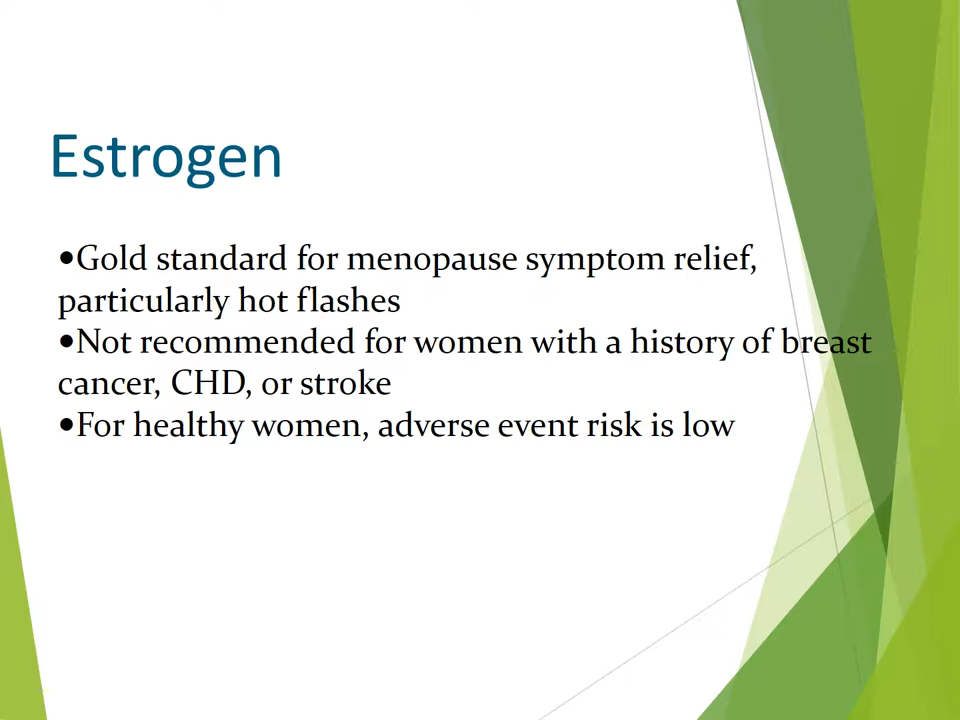 Estrogen
•Gold standard for menopause symptom relief,
particularly hot flashes
•Not recommended for women with a history of breast
cancer, CHD, or stroke
•For healthy women, adverse event risk is low